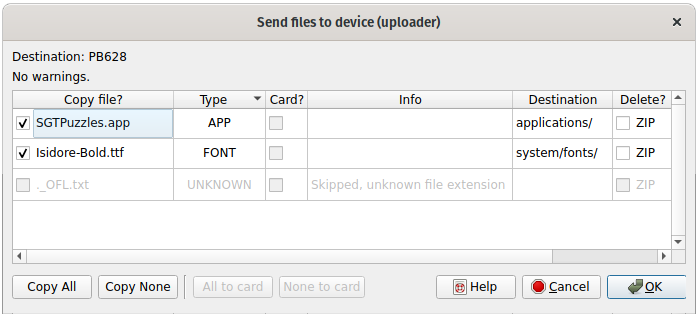 Send files to device (uploader)
Destination: PB628
No warnings.
Copy file? Type Card? Info Destination Delete?
SGTPuzzles.app APP applications/ ZIP
Isidore-Bold.ttf FONT system/fonts/ ZIP
._OFL.txt UNKNOWN Skipped, unknown file extension ZIP
Copy All Copy None All to card None to card Help Cancel OK